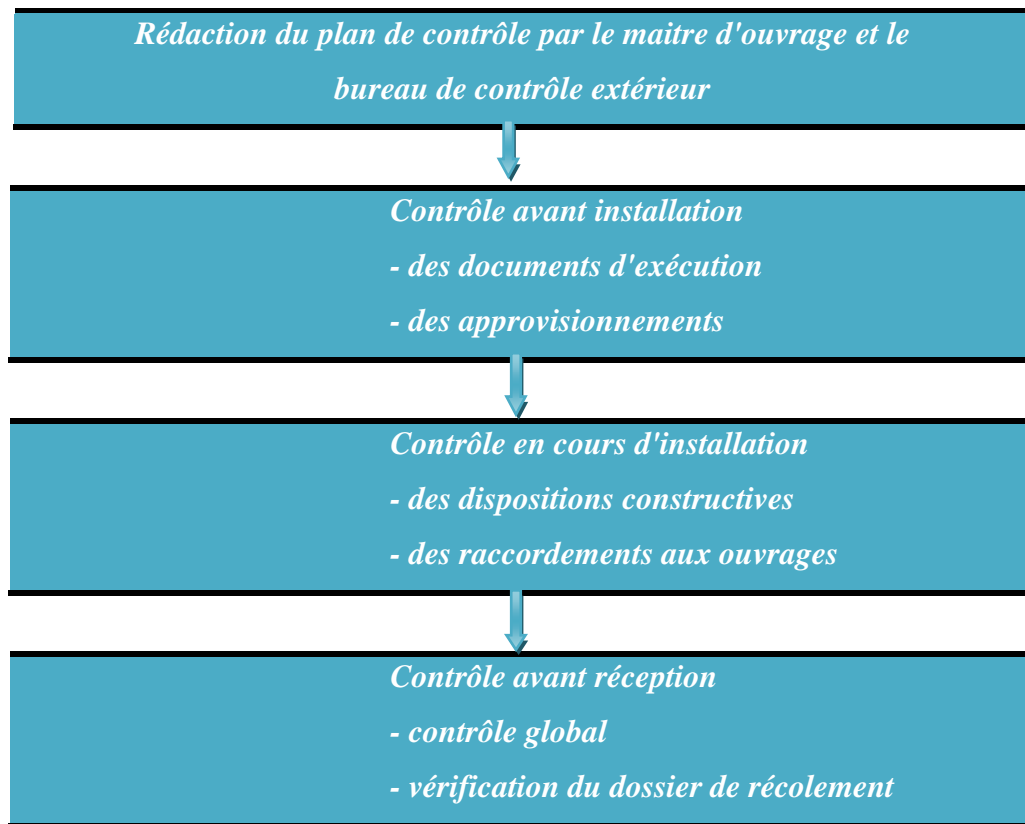 Rédaction du plan de contrôle par le maitre d'ouvrage et le
bureau de contrôle extérieur
Contrôle avant installation
- des documents d'exécution
- des approvisionnements
Contrôle en cours d'installation
- des dispositions constructives
- des raccordements aux ouvrages
Contrôle avant réception
- contrôle global
- vérification du dossier de récolement